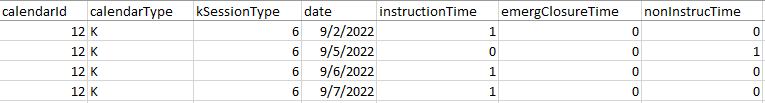 calendarId calendarType kSessionType date instructionTime emergClosureTime nonInstrucTime
12 K 6 9/2/2022 1 0 0
12 K 6 9/5/2022 0 0 1
12 K 6 9/6/2022 1 0 0
12 K 6 9/7/2022 1 0 0